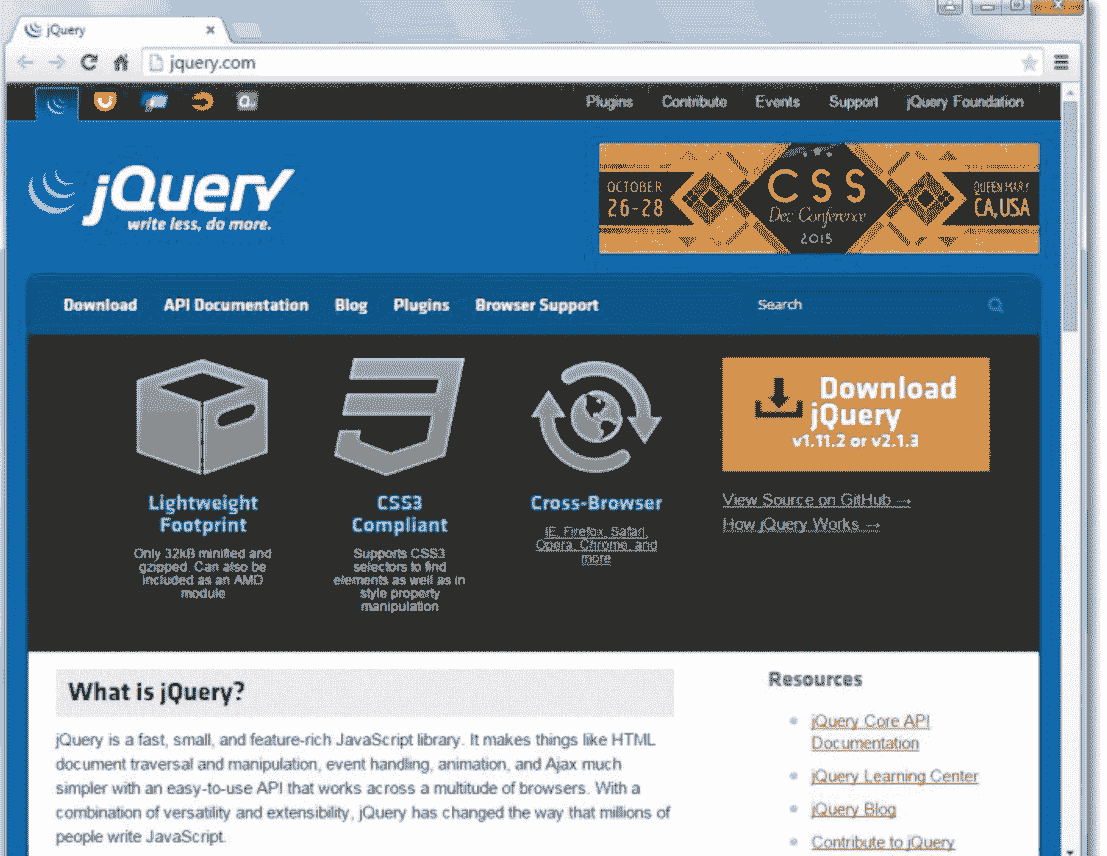 jQuery
jquery.com
Plugins Contribute Events Support jQuery Foundation
jQuery
write less, do more.
OCTOBER
26-28
CSS
Dev Conference
2015
QUEEN MARY
CA, USA
Download API Documentation Blog Plugins Browser Support Search
Lightweight
Footprint
Only 32kB minified and
gzipped. Can also be
included as an AMD
module
CSS3
Compliant
Supports CSS3
selectors to find
elements as well as in
style property
manipulation
Cross-Browser
IE, Firefox, Safari,
Opera, Chrome, and
more
Download
jQuery
v1.11.2 or v2.1.3
View Source on GitHub →
How jQuery Works →
What is jQuery?
jQuery is a fast, small, and feature-rich JavaScript library. It makes things like HTML
document traversal and manipulation, event handling, animation, and Ajax much
simpler with an easy-to-use API that works across a multitude of browsers. With a
combination of versatility and extensibility, jQuery has changed the way that millions of
people write JavaScript.
Resources
jQuery Core API
Documentation
jQuery Learning Center
jQuery Blog
Contribute to jQuery